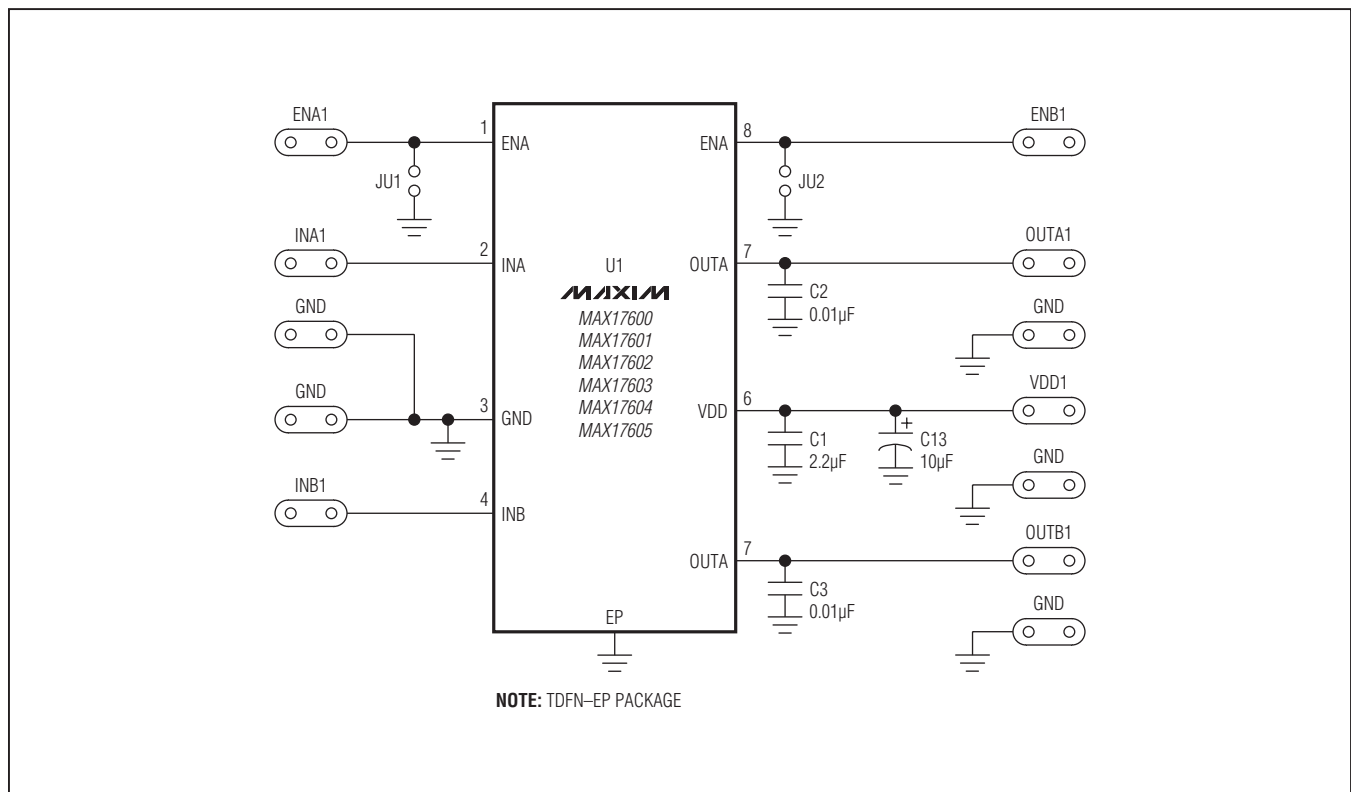 ENA1
1
ENA
JU1
INA1
2
INA
GND
GND
3
GND
INB1
4
INB
U1
MAXIM
MAX17600
MAX17601
MAX17602
MAX17603
MAX17604
MAX17605
EP
ENA
8
ENB1
JU2
OUTA
7
OUTA1
C2
0.01µF
GND
VDD
6
VDD1
C1
2.2µF
+
C13
10µF
GND
OUTA
7
OUTB1
C3
0.01µF
GND
NOTE: TDFN–EP PACKAGE